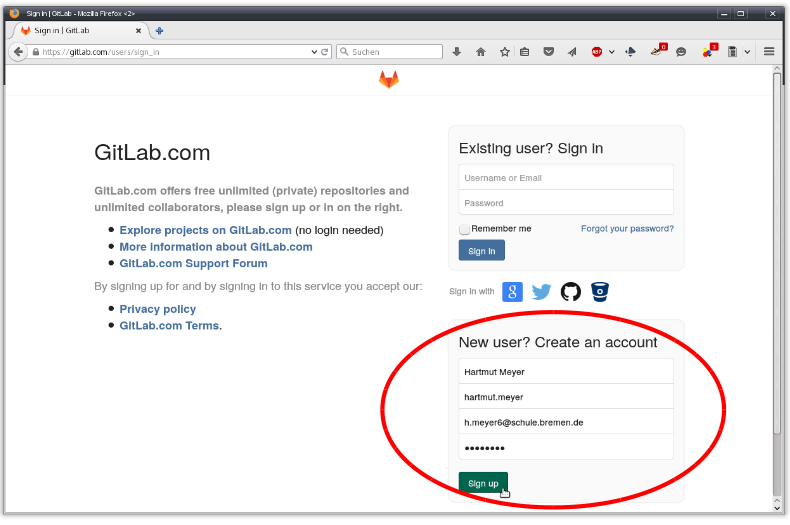 Sign in | GitLab - Mozilla Firefox <2>
Sign in | GitLab
https://gitlab.com/users/sign_in
Suchen
ABP
0
3
GitLab.com
GitLab.com offers free unlimited (private) repositories and
unlimited collaborators, please sign up or in on the right.
Explore projects on GitLab.com (no login needed)
More information about GitLab.com
GitLab.com Support Forum
By signing up for and by signing in to this service you accept our:
Privacy policy
GitLab.com Terms.
Existing user? Sign in
Username or Email
Password
Remember me
Forgot your password?
Sign in
Sign in with
g
New user? Create an account
Hartmut Meyer
hartmut.meyer
h.meyer6@schule.bremen.de
••••••••
Sign up